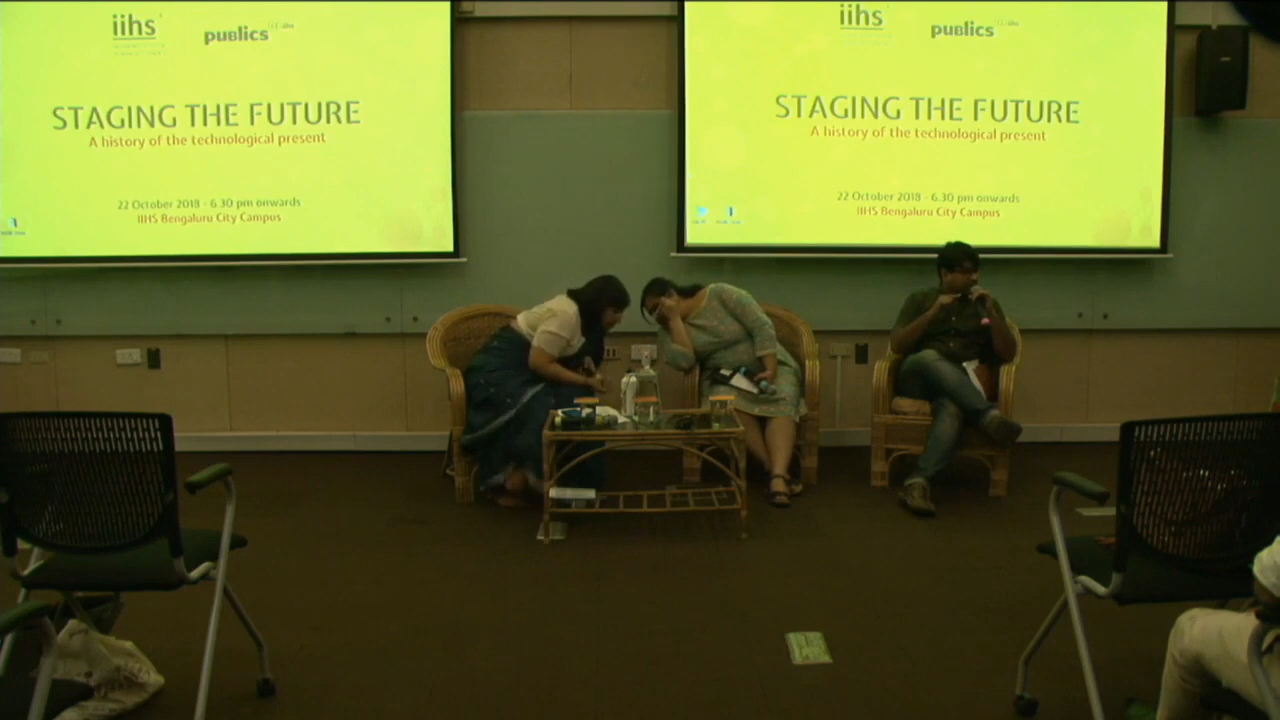 iihs
puBlics
STAGING THE FUTURE
A history of the technological present
22 October 2018 - 6.30 pm onwards
IIHS Bengaluru City Campus
iihs
puBlics
STAGING THE FUTURE
A history of the technological present
22 October 2018 - 6.30 pm onwards
IIHS Bengaluru City Campus